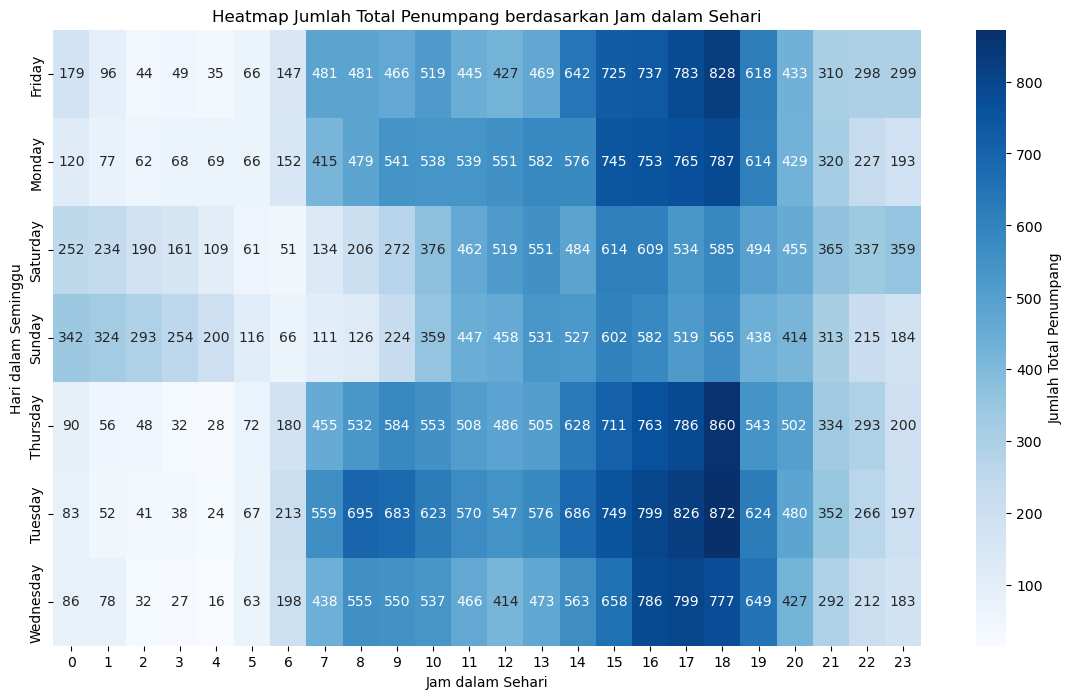 Heatmap Jumlah Total Penumpang berdasarkan Jam dalam Sehari
Hari dalam Seminggu
Friday 179 96 44 49 35 66 147 481 481 466 519 445 427 469 642 725 737 783 828 618 433 310 298 299
Monday 120 77 62 68 69 66 152 415 479 541 538 539 551 582 576 745 753 765 787 614 429 320 227 193
Saturday 252 234 190 161 109 61 51 134 206 272 376 462 519 551 484 614 609 534 585 494 455 365 337 359
Sunday 342 324 293 254 200 116 66 111 126 224 359 447 458 531 527 602 582 519 565 438 414 313 215 184
Thursday 90 56 48 32 28 72 180 455 532 584 553 508 486 505 628 711 763 786 860 543 502 334 293 200
Tuesday 83 52 41 38 24 67 213 559 695 683 623 570 547 576 686 749 799 826 872 624 480 352 266 197
Wednesday 86 78 32 27 16 63 198 438 555 550 537 466 414 473 563 658 786 799 777 649 427 292 212 183
0 1 2 3 4 5 6 7 8 9 10 11 12 13 14 15 16 17 18 19 20 21 22 23
Jam dalam Sehari
800
700
600
500
400
300
200
100
Jumlah Total Penumpang